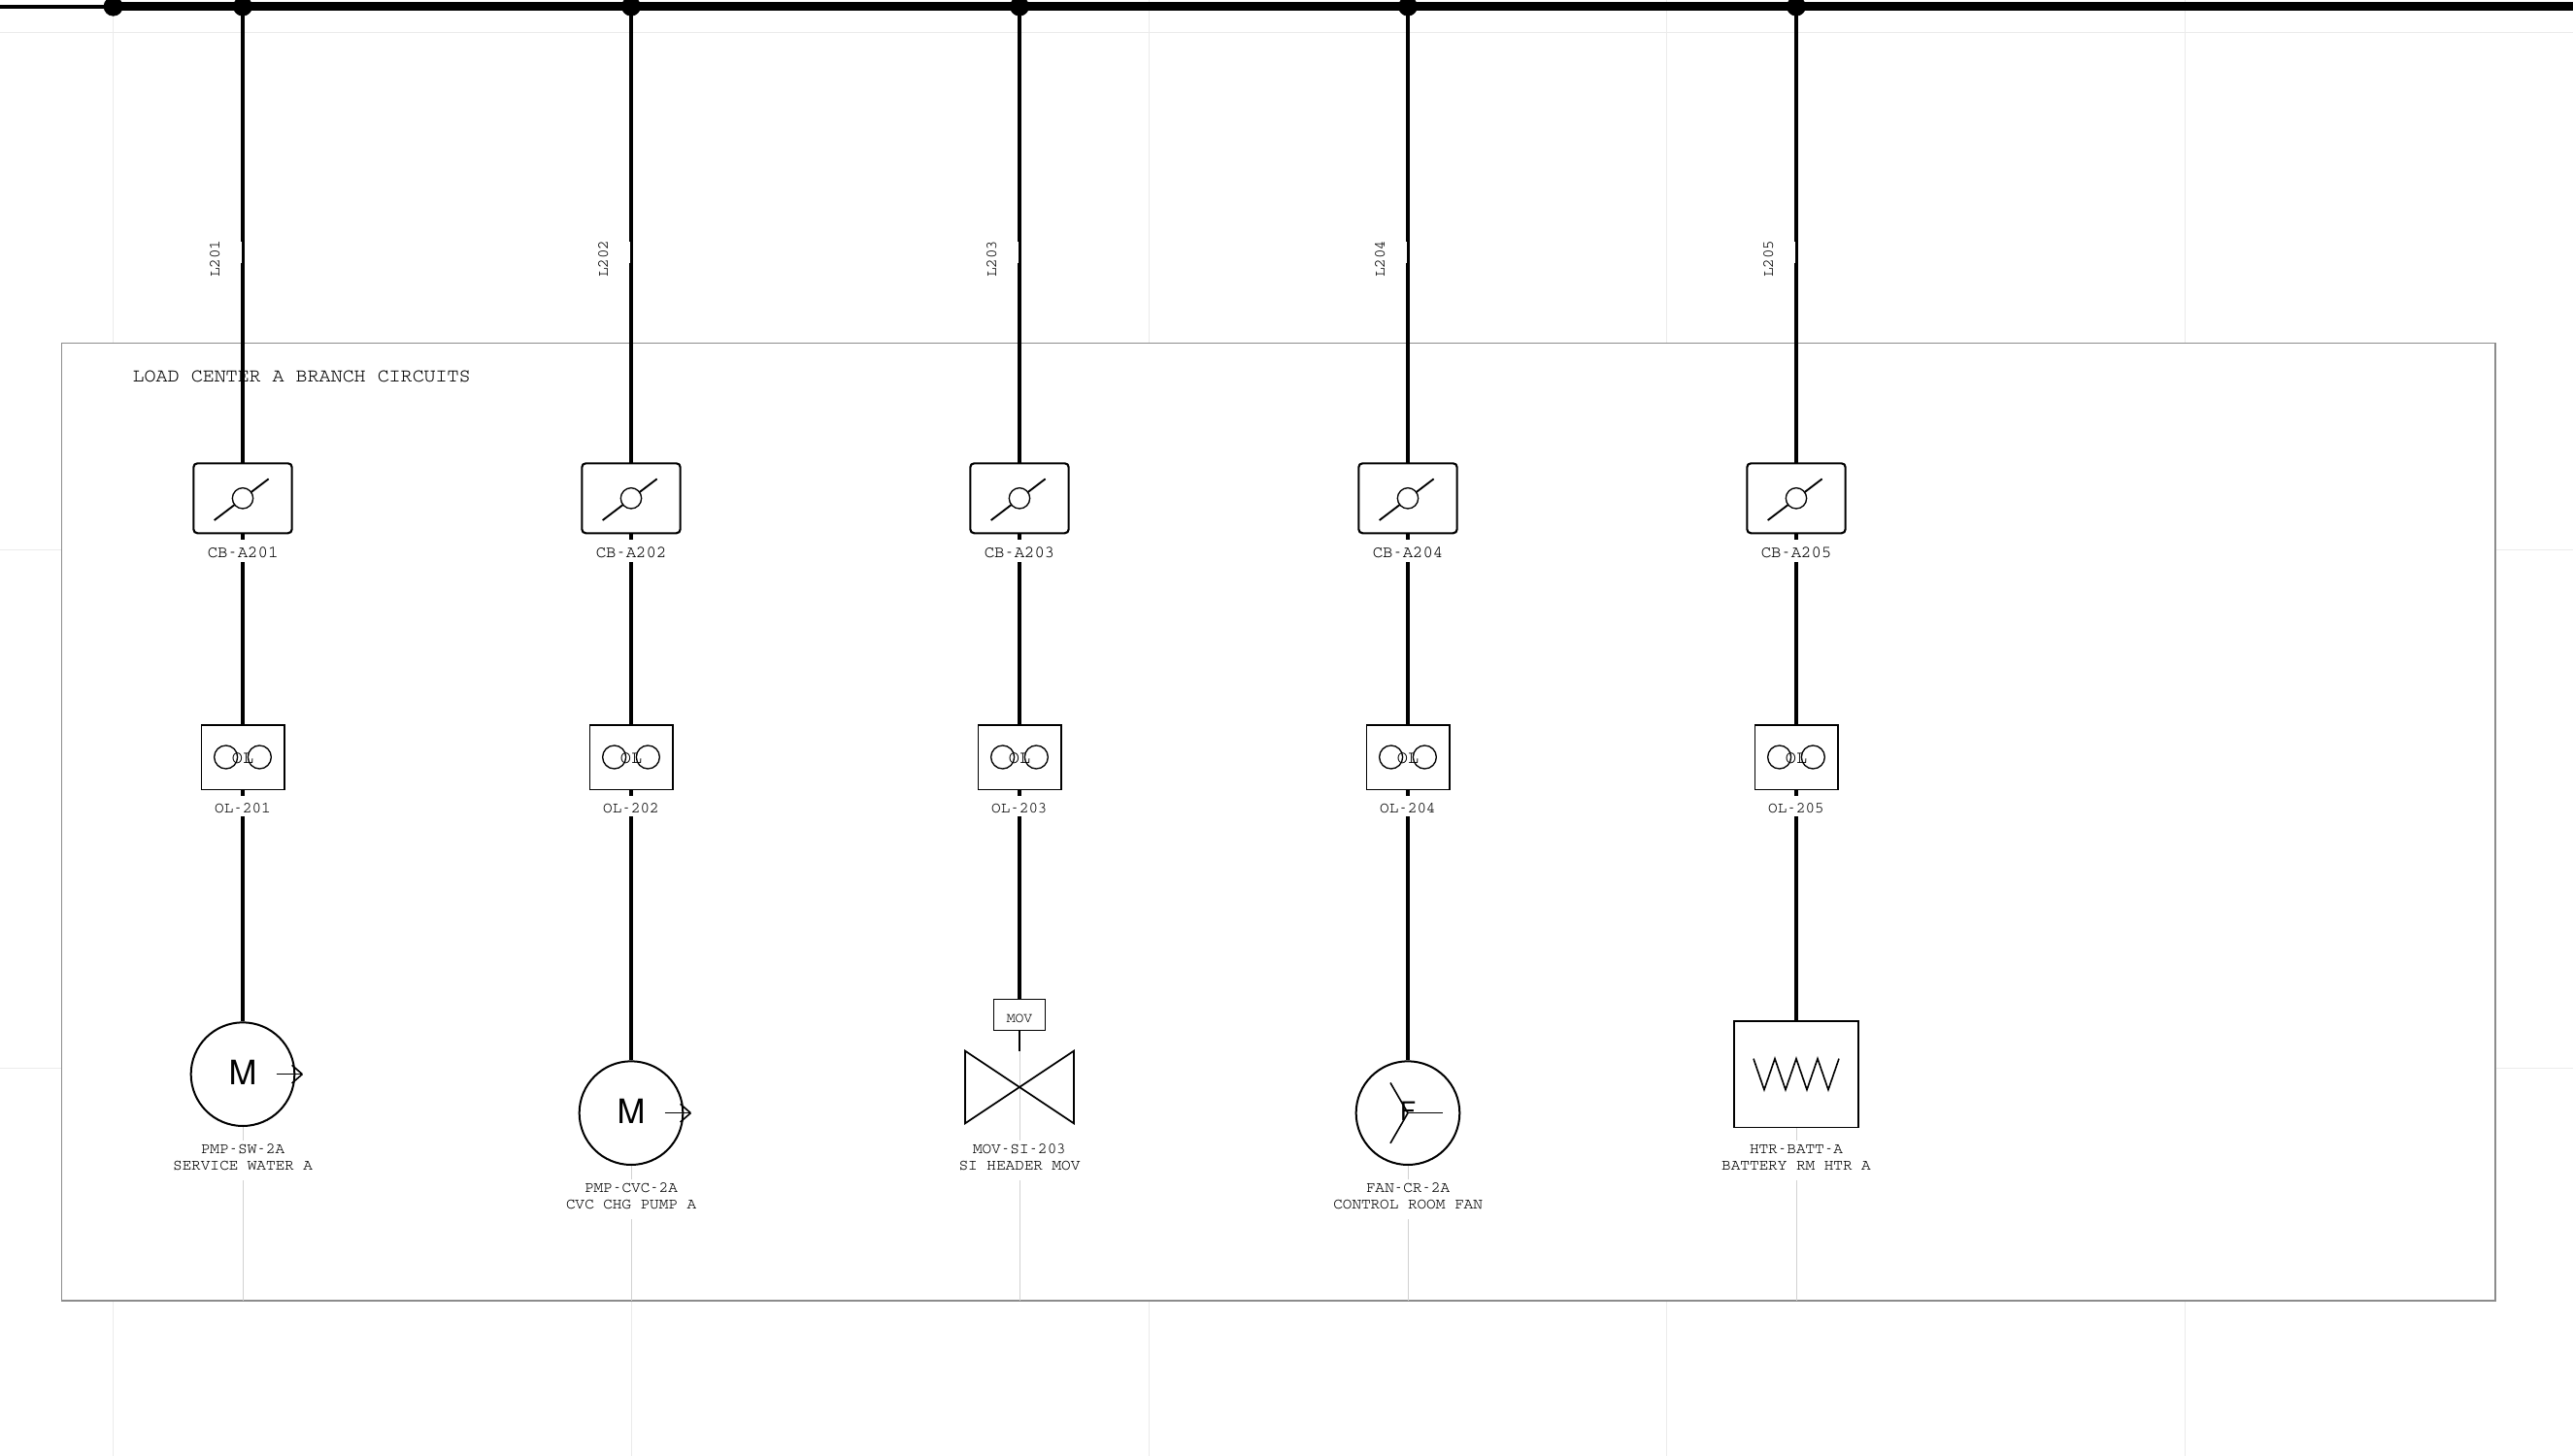 L201
L202
L203
L204
L205
LOAD CENTER A BRANCH CIRCUITS
CB-A201
CB-A202
CB-A203
CB-A204
CB-A205
OL
OL
OL
OL
OL
OL-201
OL-202
OL-203
OL-204
OL-205
MOV
M
M
F
PMP-SW-2A
SERVICE WATER A
PMP-CVC-2A
CVC CHG PUMP A
MOV-SI-203
SI HEADER MOV
FAN-CR-2A
CONTROL ROOM FAN
HTR-BATT-A
BATTERY RM HTR A